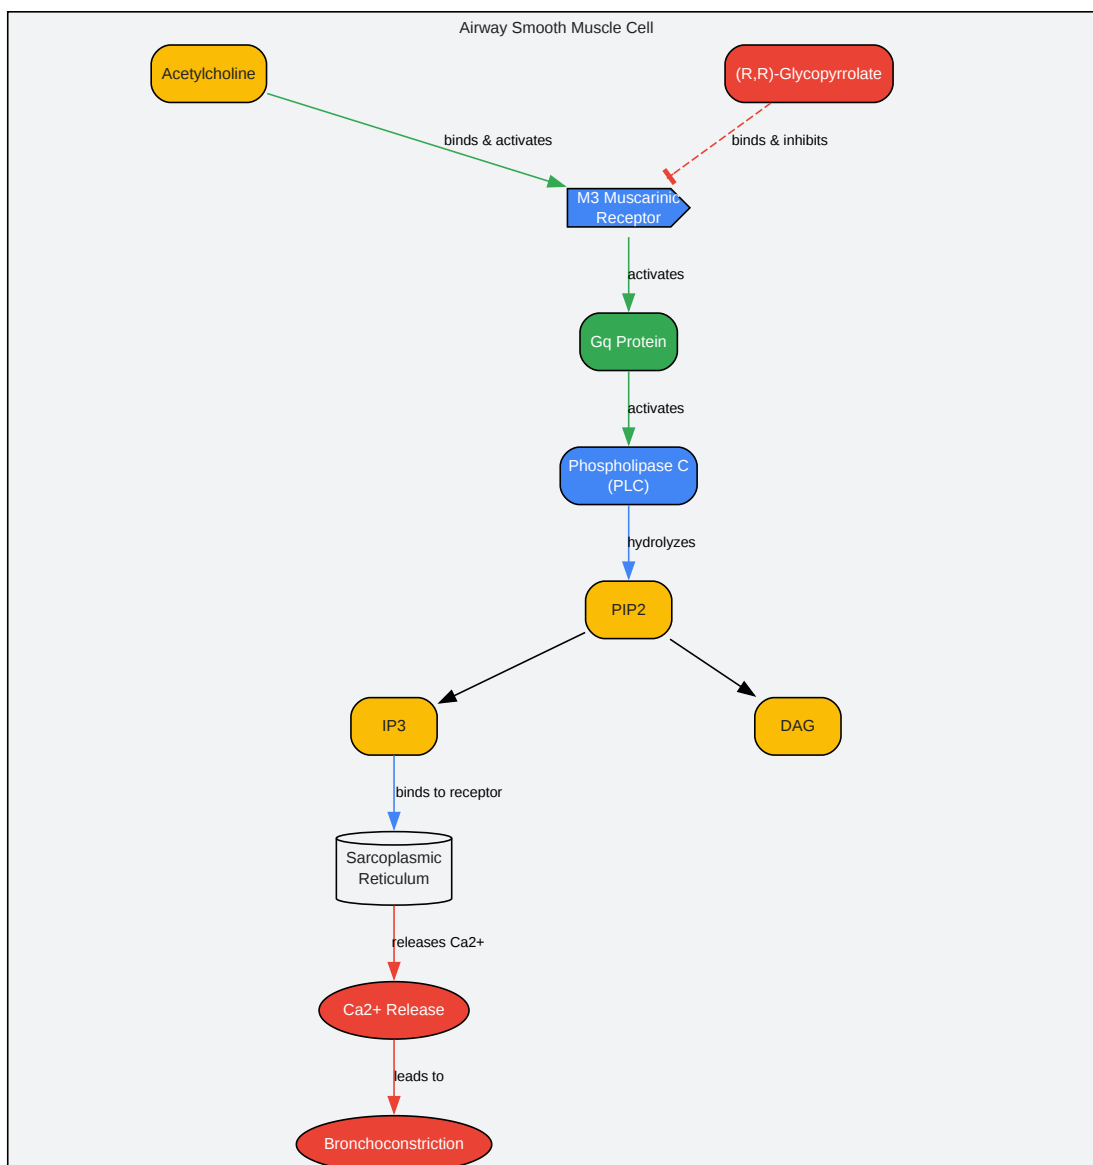 Airway Smooth Muscle Cell
Acetylcholine
(R,R)-Glycopyrrolate
binds & activates
binds & inhibits
M3 Muscarinic
Receptor
activates
Gq Protein
activates
Phospholipase C
(PLC)
hydrolyzes
PIP2
IP3
DAG
binds to receptor
Sarcoplasmic
Reticulum
releases Ca2+
Ca2+ Release
leads to
Bronchoconstriction